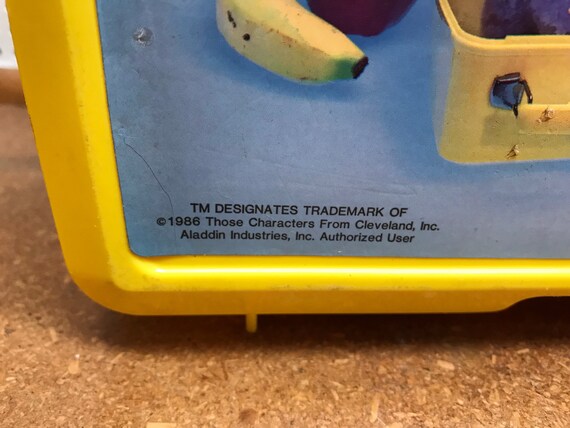 TM DESIGNATES TRADEMARK OF
©1986 Those Characters From Cleveland, Inc.
Aladdin Industries, Inc. Authorized User